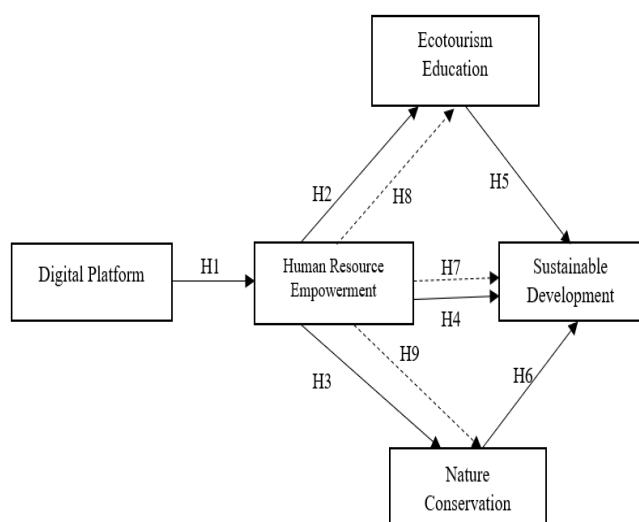 Ecotourism
Education
H2
H8
H5
Digital Platform
H1
Human Resource
Empowerment
H7
H4
Sustainable
Development
H3
H9
H6
Nature
Conservation